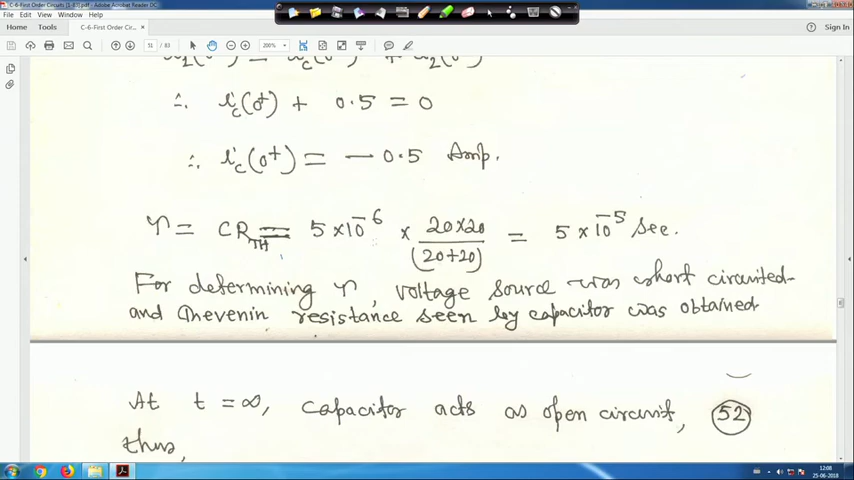 C-6-First Order Circuits [1-83].pdf - Adobe Acrobat Reader DC
File Edit View Window Help
Home Tools C-6-First Order Circ... × Sign In
51 / 83 200%
∴ i_c(0⁺) + 0.5 = 0
∴ i_c(0⁺) = — 0.5 Amp.
τ = CR_TH = 5×10⁻⁶ × 20×20/(20+20) = 5×10⁻⁵ Sec.
For determining τ, voltage source was short circuited
and Thevenin resistance seen by capacitor was obtained
At t = ∞, capacitor acts as open circuit, 52
thus,
12:08
25-06-2018